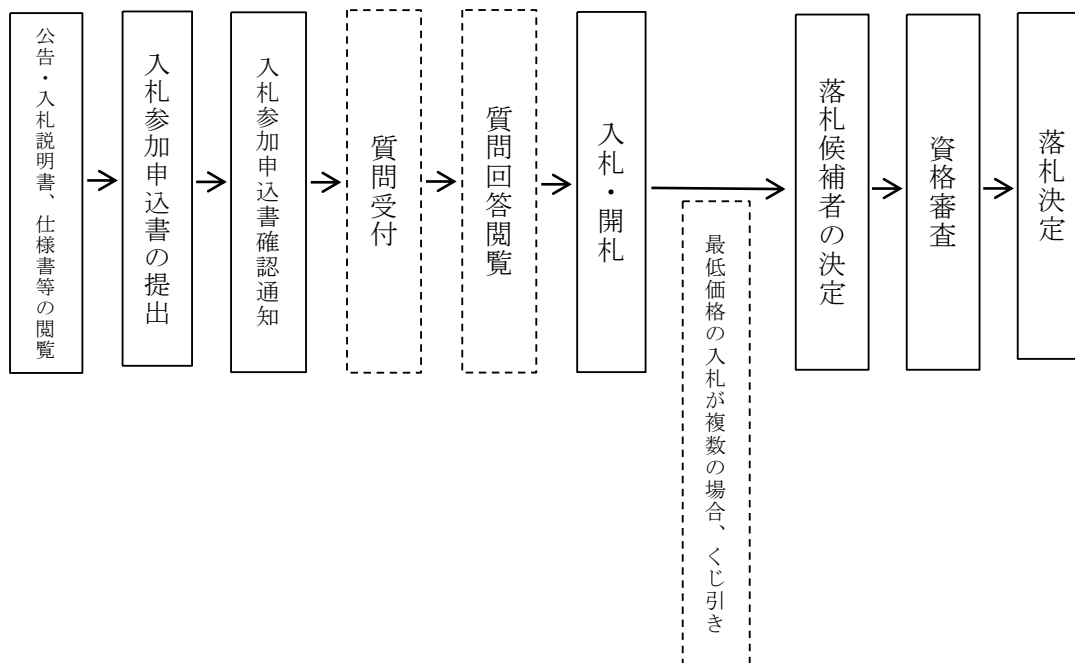 公告・入札説明書、仕様書等の閲覧
入札参加申込書の提出
入札参加申込書確認通知
質問受付
質問回答閲覧
入札・開札
最低価格の入札が複数の場合、くじ引き
落札候補者の決定
資格審査
落札決定